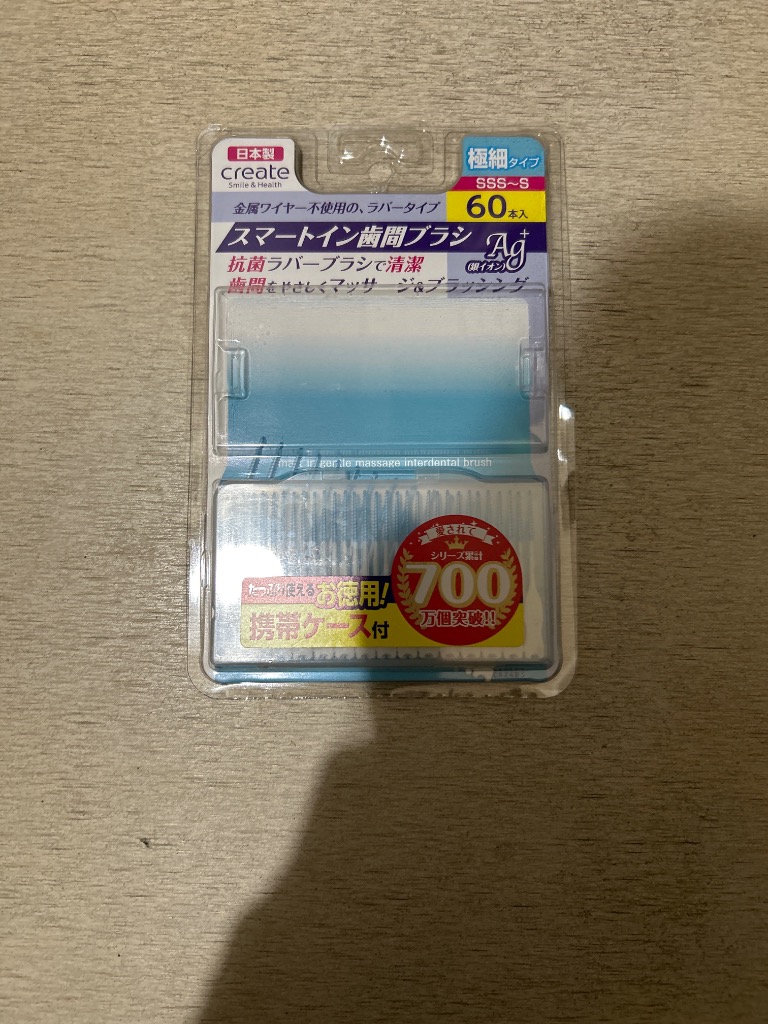 日本製
create
Smile & Health
極細タイプ
SSS～S
60本入
金属ワイヤー不使用の、ラバータイプ
スマートイン歯間ブラシ
Ag+
(銀イオン)
抗菌ラバーブラシで清潔
歯間をやさしくマッサージ&ブラッシング
gentle massage interdental brush
愛されて
シリーズ累計
700
万個突破!!
たっぷり使える お徳用!
携帯ケース付